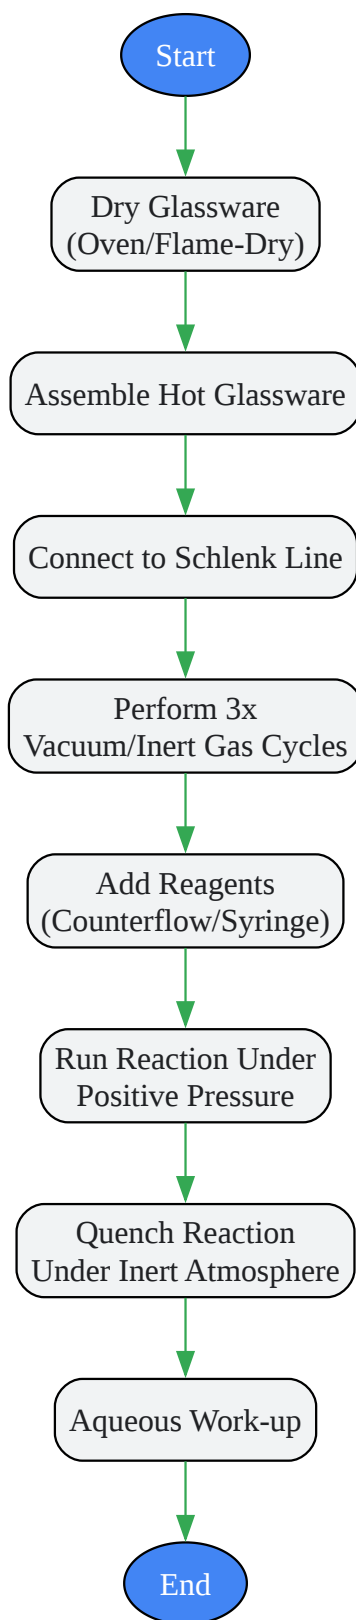 Start
Dry Glassware
(Oven/Flame-Dry)
Assemble Hot Glassware
Connect to Schlenk Line
Perform 3x
Vacuum/Inert Gas Cycles
Add Reagents
(Counterflow/Syringe)
Run Reaction Under
Positive Pressure
Quench Reaction
Under Inert Atmosphere
Aqueous Work-up
End